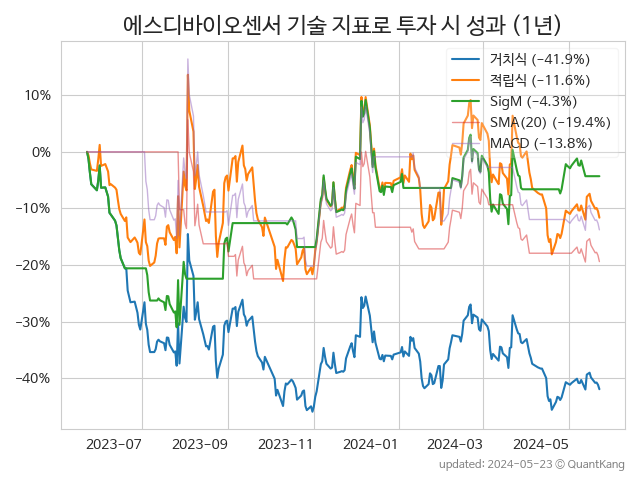 에스디바이오센서 기술 지표로 투자 시 성과 (1년)
거치식 (−41.9%)
적립식 (−11.6%)
SigM (−4.3%)
SMA(20) (−19.4%)
MACD (−13.8%)
10%
0%
−10%
−20%
−30%
−40%
2023−07 2023−09 2023−11 2024−01 2024−03 2024−05
updated: 2024−05−23 ⓒ QuantKang